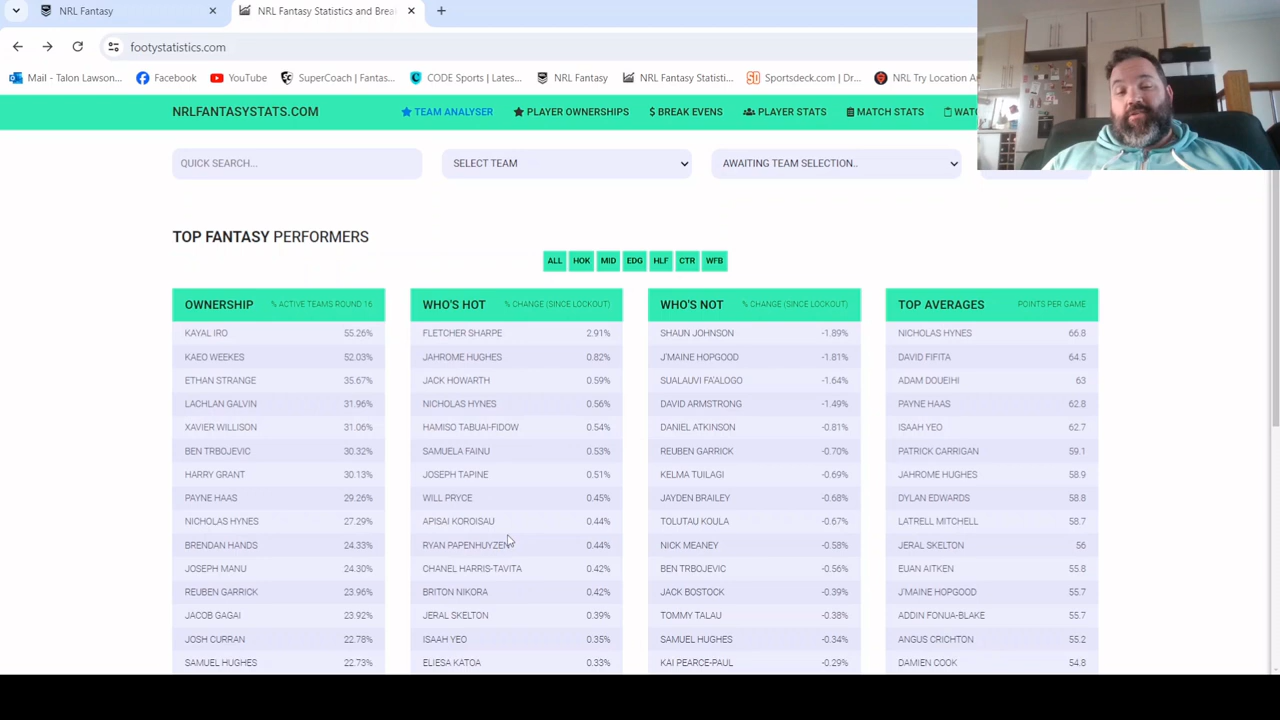 NRL Fantasy
NRL Fantasy Statistics and Brea
footystatistics.com
Mail - Talon Lawson...
Facebook
YouTube
SuperCoach | Fantas...
CODE Sports | Lates...
NRL Fantasy
NRL Fantasy Statisti...
Sportsdeck.com | Dr...
NRL Try Location A
NRLFANTASYSTATS.COM
TEAM ANALYSER
PLAYER OWNERSHIPS
$ BREAK EVENS
PLAYER STATS
MATCH STATS
QUICK SEARCH...
SELECT TEAM
AWAITING TEAM SELECTION..
TOP FANTASY PERFORMERS
ALL HOK MID EDG HLF CTR WFB
OWNERSHIP % ACTIVE TEAMS ROUND 16
KAYAL IRO 55.26%
KAEO WEEKES 52.03%
ETHAN STRANGE 35.67%
LACHLAN GALVIN 31.96%
XAVIER WILLISON 31.06%
BEN TRBOJEVIC 30.32%
HARRY GRANT 30.13%
PAYNE HAAS 29.26%
NICHOLAS HYNES 27.29%
BRENDAN HANDS 24.33%
JOSEPH MANU 24.30%
REUBEN GARRICK 23.96%
JACOB GAGAI 23.92%
JOSH CURRAN 22.78%
SAMUEL HUGHES 22.73%
WHO'S HOT % CHANGE (SINCE LOCKOUT)
FLETCHER SHARPE 2.91%
JAHROME HUGHES 0.82%
JACK HOWARTH 0.59%
NICHOLAS HYNES 0.56%
HAMISO TABUAI-FIDOW 0.54%
SAMUELA FAINU 0.53%
JOSEPH TAPINE 0.51%
WILL PRYCE 0.45%
APISAI KOROISAU 0.44%
RYAN PAPENHUYZEN 0.44%
CHANEL HARRIS-TAVITA 0.42%
BRITON NIKORA 0.42%
JERAL SKELTON 0.39%
ISAAH YEO 0.35%
ELIESA KATOA 0.33%
WHO'S NOT % CHANGE (SINCE LOCKOUT)
SHAUN JOHNSON -1.89%
J'MAINE HOPGOOD -1.81%
SUALAUVI FA'ALOGO -1.64%
DAVID ARMSTRONG -1.49%
DANIEL ATKINSON -0.81%
REUBEN GARRICK -0.70%
KELMA TUILAGI -0.69%
JAYDEN BRAILEY -0.68%
TOLUTAU KOULA -0.67%
NICK MEANEY -0.58%
BEN TRBOJEVIC -0.56%
JACK BOSTOCK -0.39%
TOMMY TALAU -0.38%
SAMUEL HUGHES -0.34%
KAI PEARCE-PAUL -0.29%
TOP AVERAGES POINTS PER GAME
NICHOLAS HYNES 66.8
DAVID FIFITA 64.5
ADAM DOUEIHI 63
PAYNE HAAS 62.8
ISAAH YEO 62.7
PATRICK CARRIGAN 59.1
JAHROME HUGHES 58.9
DYLAN EDWARDS 58.8
LATRELL MITCHELL 58.7
JERAL SKELTON 56
EUAN AITKEN 55.8
J'MAINE HOPGOOD 55.7
ADDIN FONUA-BLAKE 55.7
ANGUS CRICHTON 55.2
DAMIEN COOK 54.8